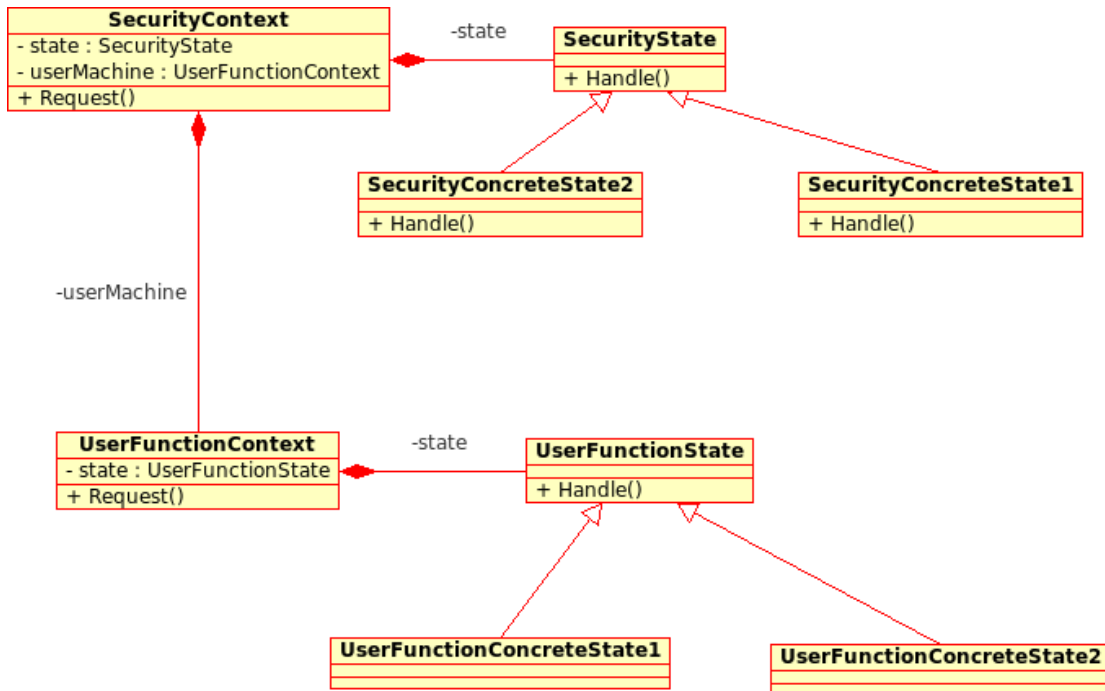 SecurityContext
- state : SecurityState
- userMachine : UserFunctionContext
+ Request()
-state
SecurityState
+ Handle()
SecurityConcreteState2
+ Handle()
SecurityConcreteState1
+ Handle()
-userMachine
UserFunctionContext
- state : UserFunctionState
+ Request()
-state
UserFunctionState
+ Handle()
UserFunctionConcreteState1
UserFunctionConcreteState2